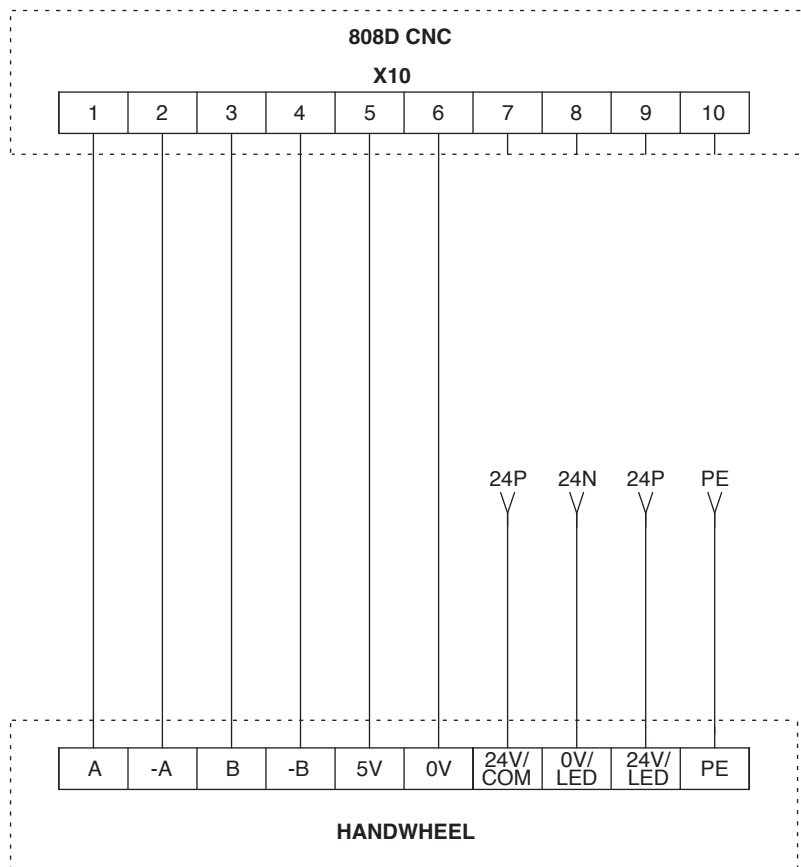 808D CNC
X10
1 2 3 4 5 6 7 8 9 10
24P 24N 24P PE
A -A B -B 5V 0V 24V/ COM 0V/ LED 24V/ LED PE
HANDWHEEL